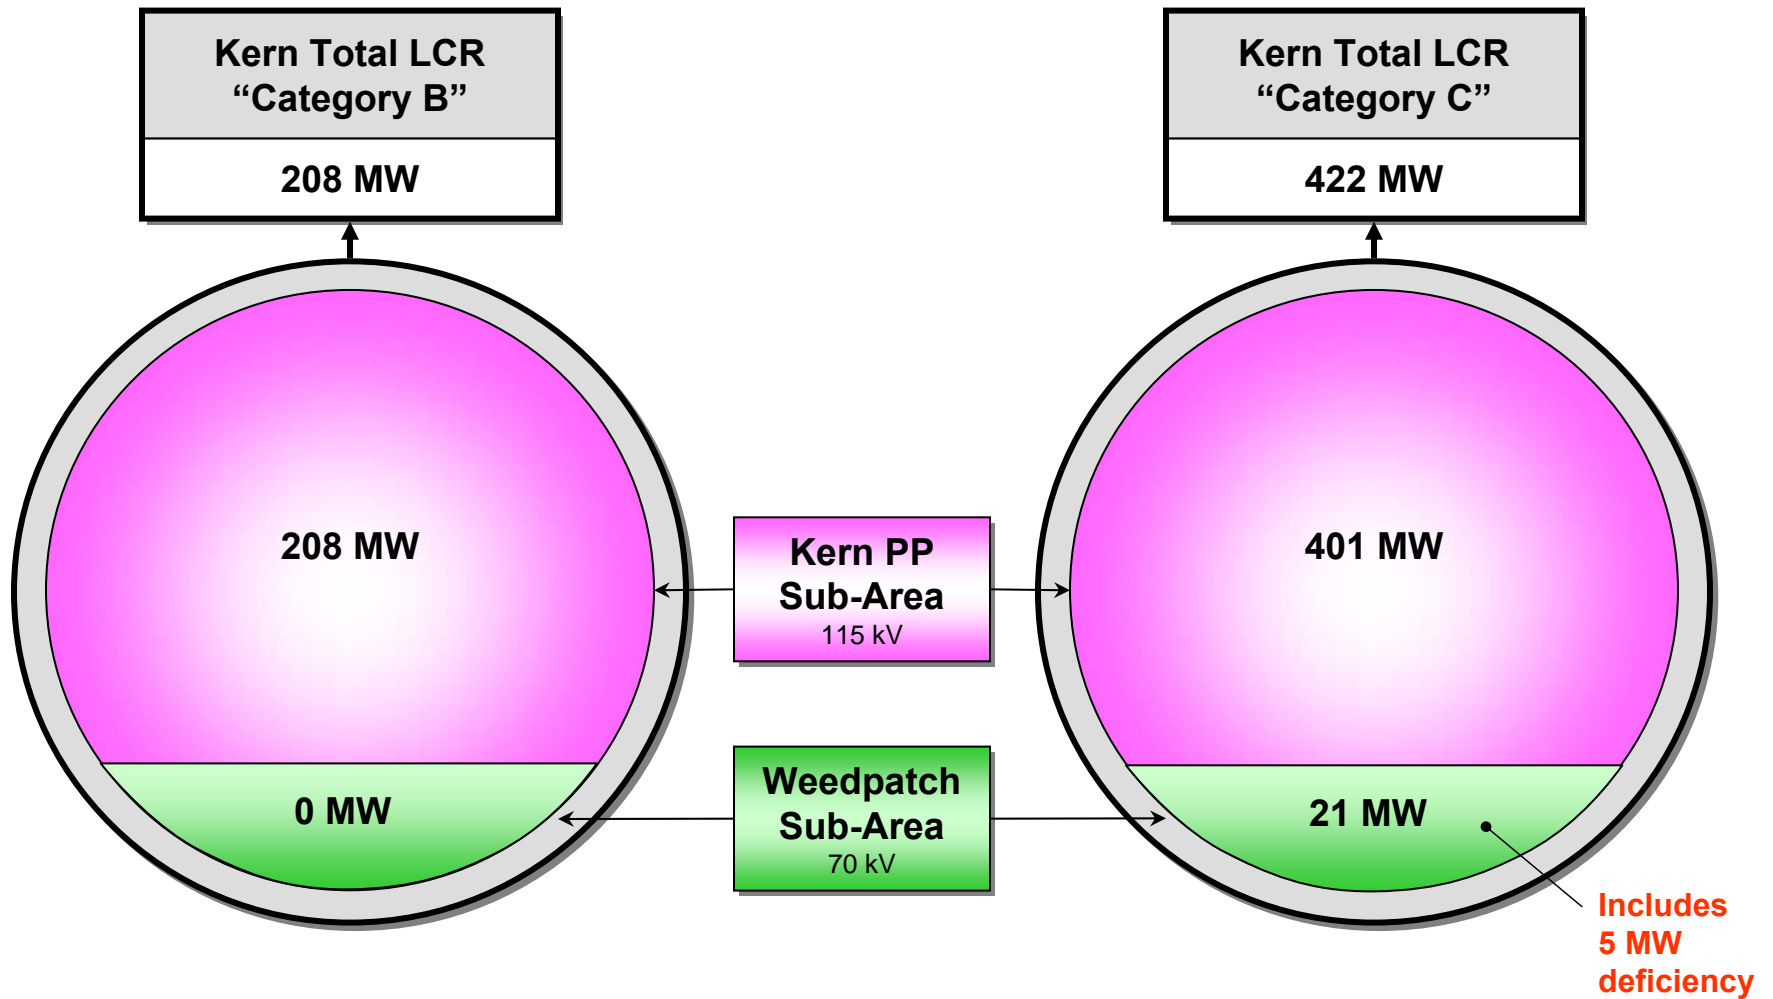 Kern Total LCR
“Category B”
208 MW
Kern Total LCR
“Category C”
422 MW
208 MW
Kern PP
Sub-Area
115 kV
401 MW
0 MW
Weedpatch
Sub-Area
70 kV
21 MW
Includes
5 MW
deficiency